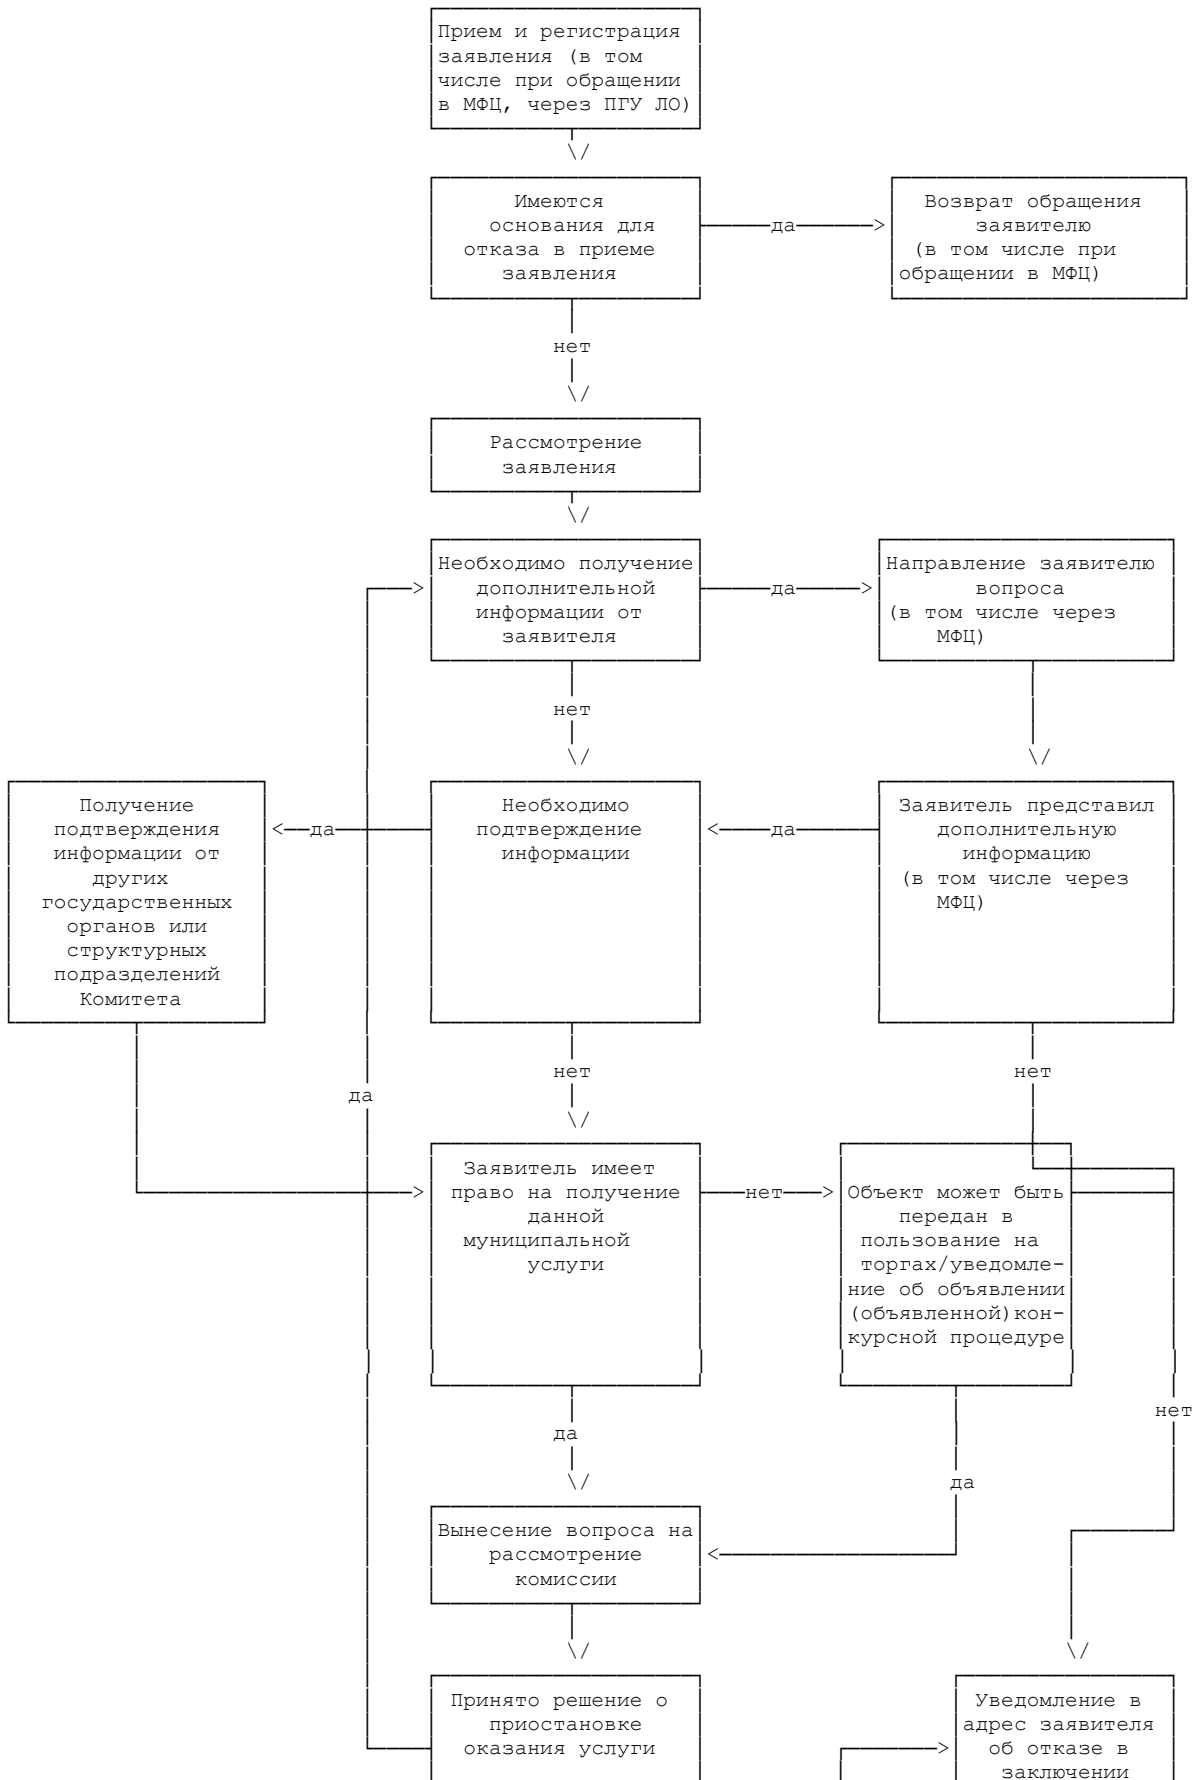 Прием и регистрация
заявления (в том
числе при обращении
в МФЦ, через ПГУ ЛО)
Имеются
основания для
отказа в приеме
заявления
да
Возврат обращения
заявителю
(в том числе при
обращении в МФЦ)
нет
Рассмотрение
заявления
Необходимо получение
дополнительной
информации от
заявителя
да
Направление заявителю
вопроса
(в том числе через
МФЦ)
нет
Получение
подтверждения
информации от
других
государственных
органов или
структурных
подразделений
Комитета
да
Необходимо
подтверждение
информации
да
Заявитель представил
дополнительную
информацию
(в том числе через
МФЦ)
нет
нет
да
Заявитель имеет
право на получение
данной
муниципальной
услуги
нет
Объект может быть
передан в
пользование на
торгах/уведомле-
ние об объявлении
(объявленной)кон-
курсной процедуре
нет
да
да
Вынесение вопроса на
рассмотрение
комиссии
Принято решение о
приостановке
оказания услуги
Уведомление в
адрес заявителя
об отказе в
заключении